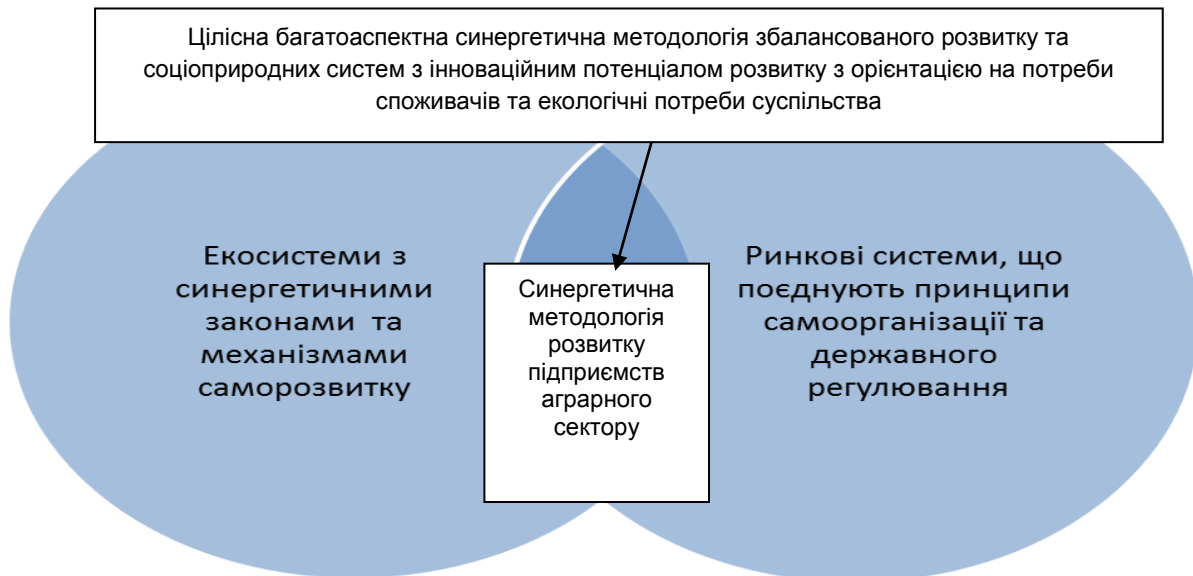 Цілісна багатоаспектна синергетична методологія збалансованого розвитку та
соціоприродних систем з інноваційним потенціалом розвитку з орієнтацією на потреби
споживачів та екологічні потреби суспільства
Екосистеми з
синергетичними
законами та
механізмами
саморозвитку
Синергетична
методологія
розвитку
підприємств
аграрного
сектору
Ринкові системи, що
поєднують принципи
самоорганізації та
державного
регулювання